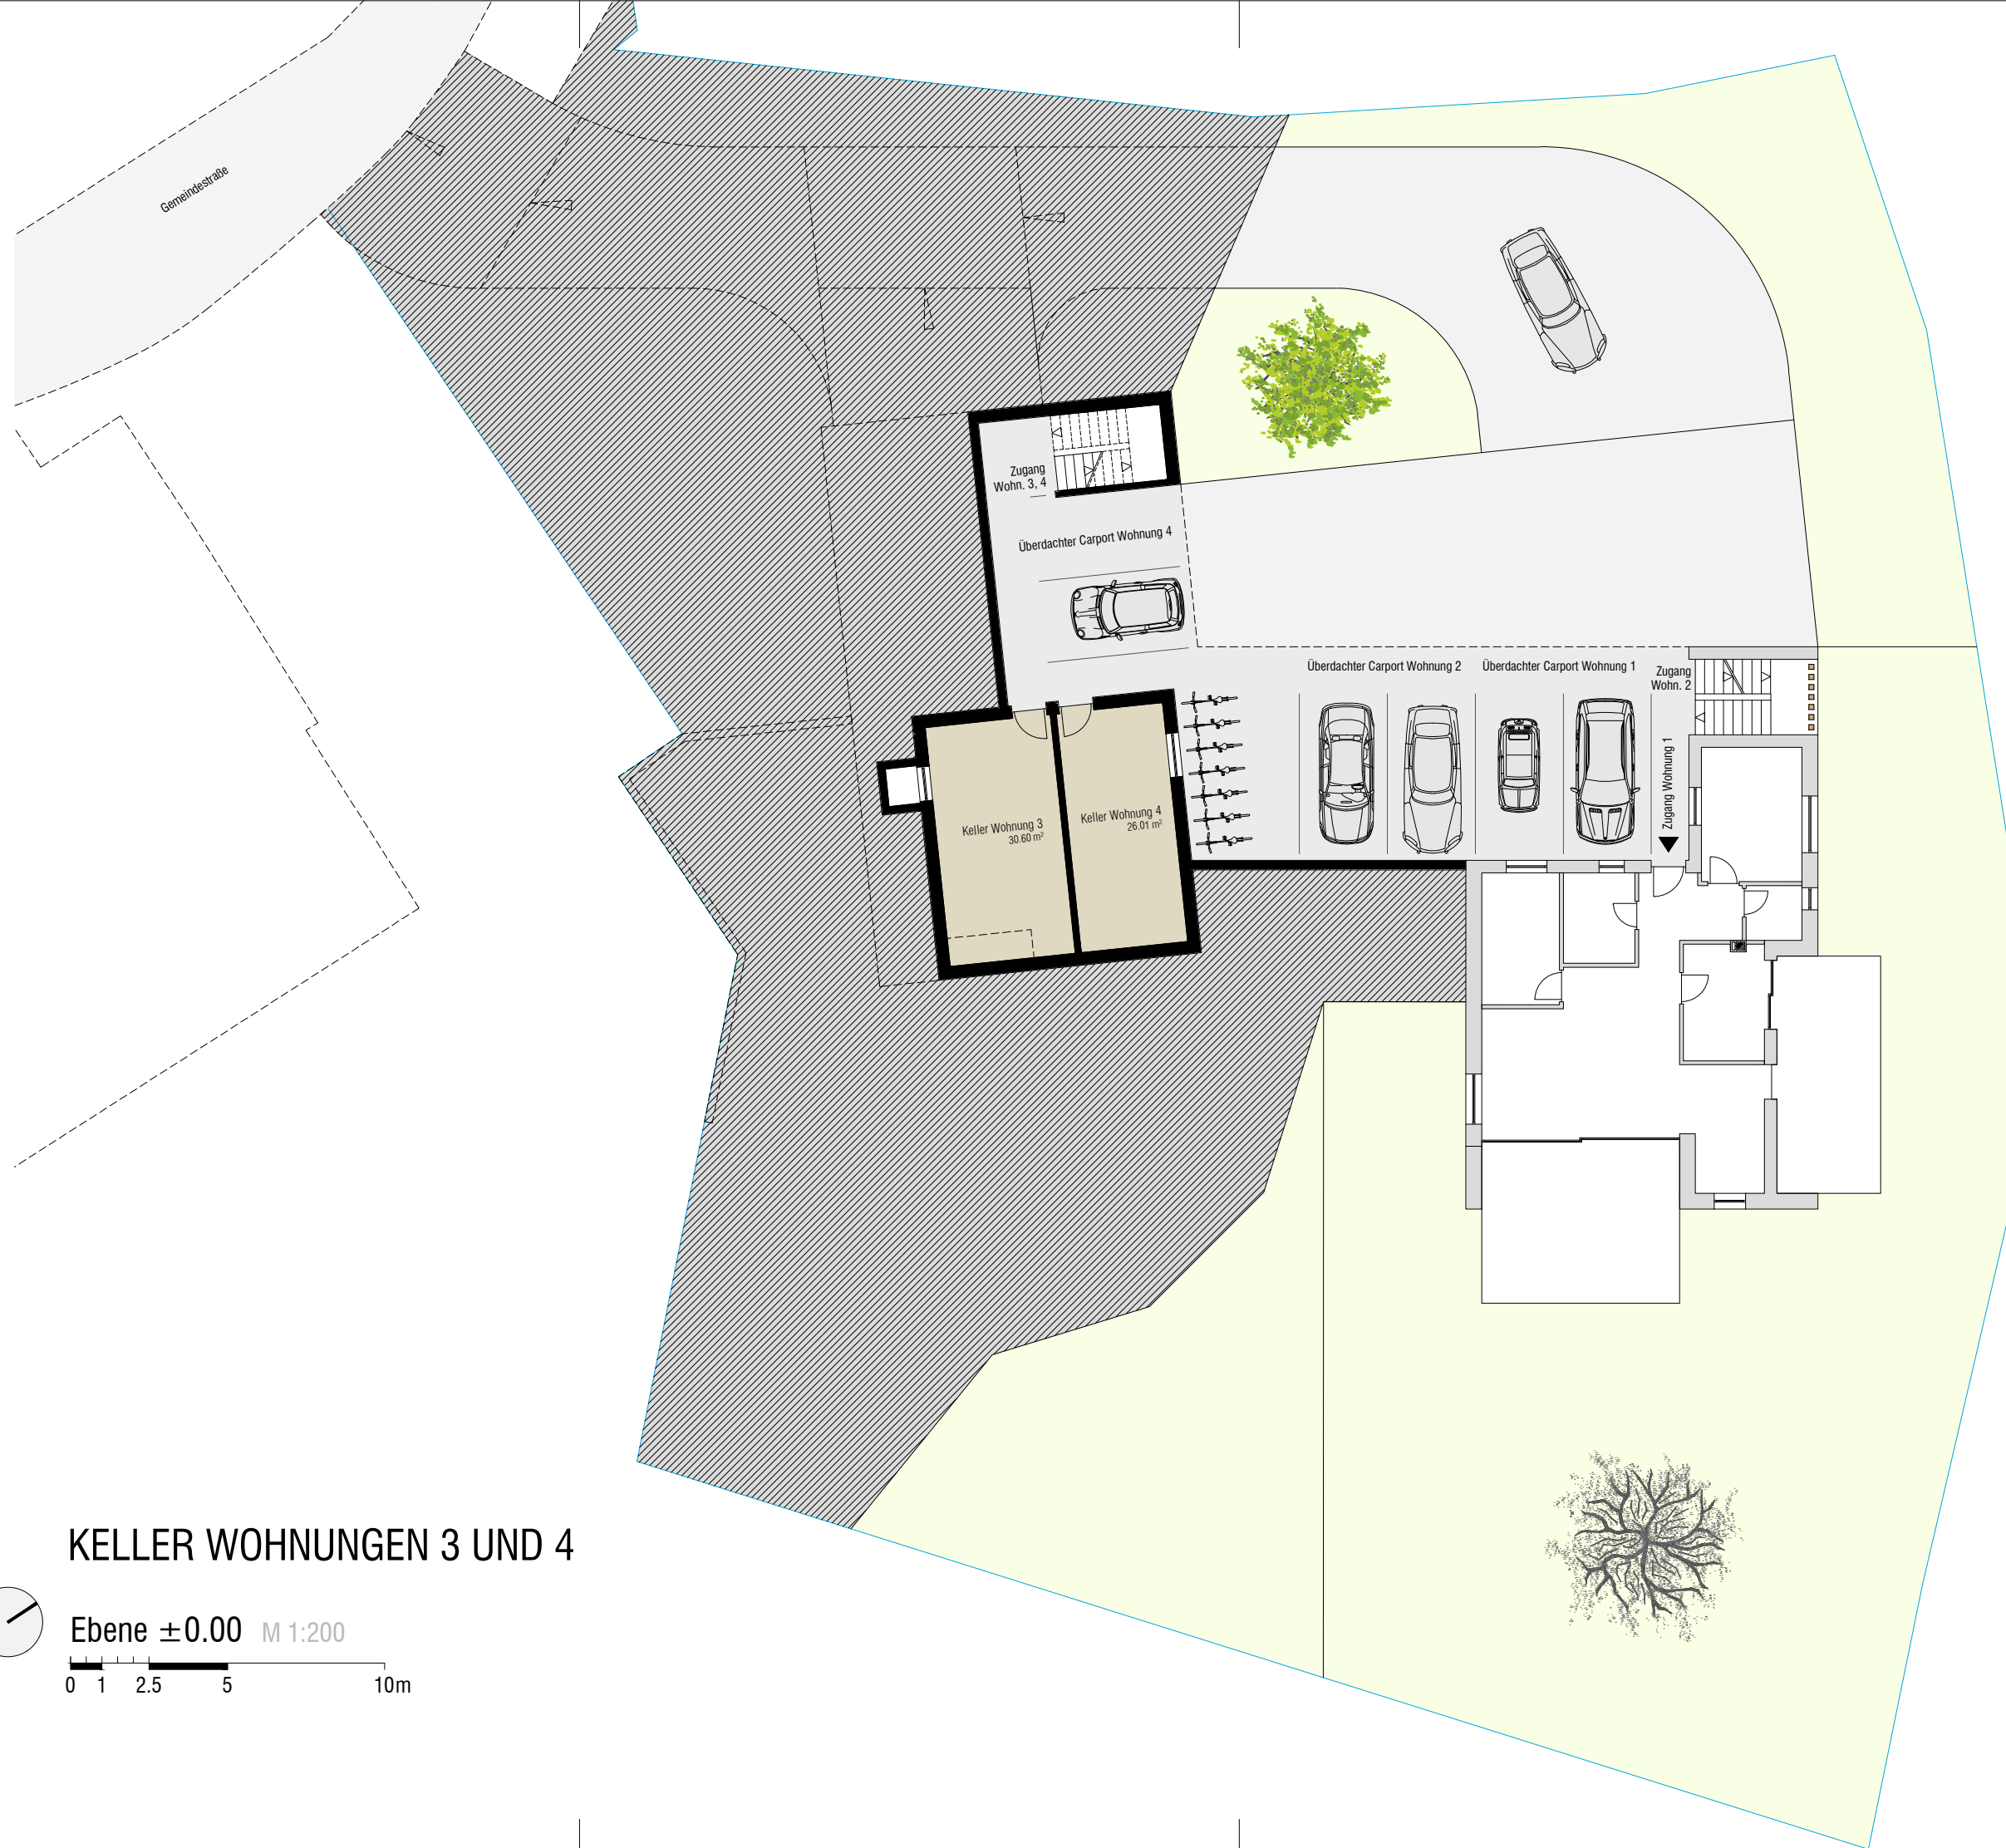 Gemeindestraße
Zugang
Wohn. 3, 4
Überdachter Carport Wohnung 4
Überdachter Carport Wohnung 2
Überdachter Carport Wohnung 1
Zugang
Wohn. 2
Zugang Wohnung 1
Keller Wohnung 3
30.60 m²
Keller Wohnung 4
26.01 m²
KELLER WOHNUNGEN 3 UND 4
Ebene ±0.00 M 1:200
0 1 2.5 5 10m